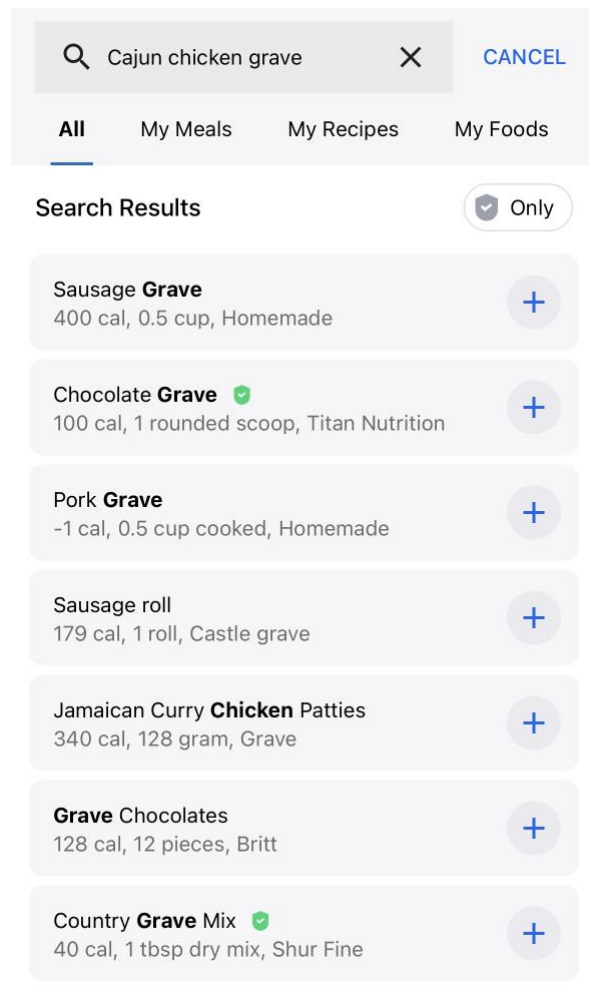 Cajun chicken grave
CANCEL
All My Meals My Recipes My Foods
Search Results
Only
Sausage Grave
400 cal, 0.5 cup, Homemade
Chocolate Grave
100 cal, 1 rounded scoop, Titan Nutrition
Pork Grave
-1 cal, 0.5 cup cooked, Homemade
Sausage roll
179 cal, 1 roll, Castle grave
Jamaican Curry Chicken Patties
340 cal, 128 gram, Grave
Grave Chocolates
128 cal, 12 pieces, Britt
Country Grave Mix
40 cal, 1 tbsp dry mix, Shur Fine